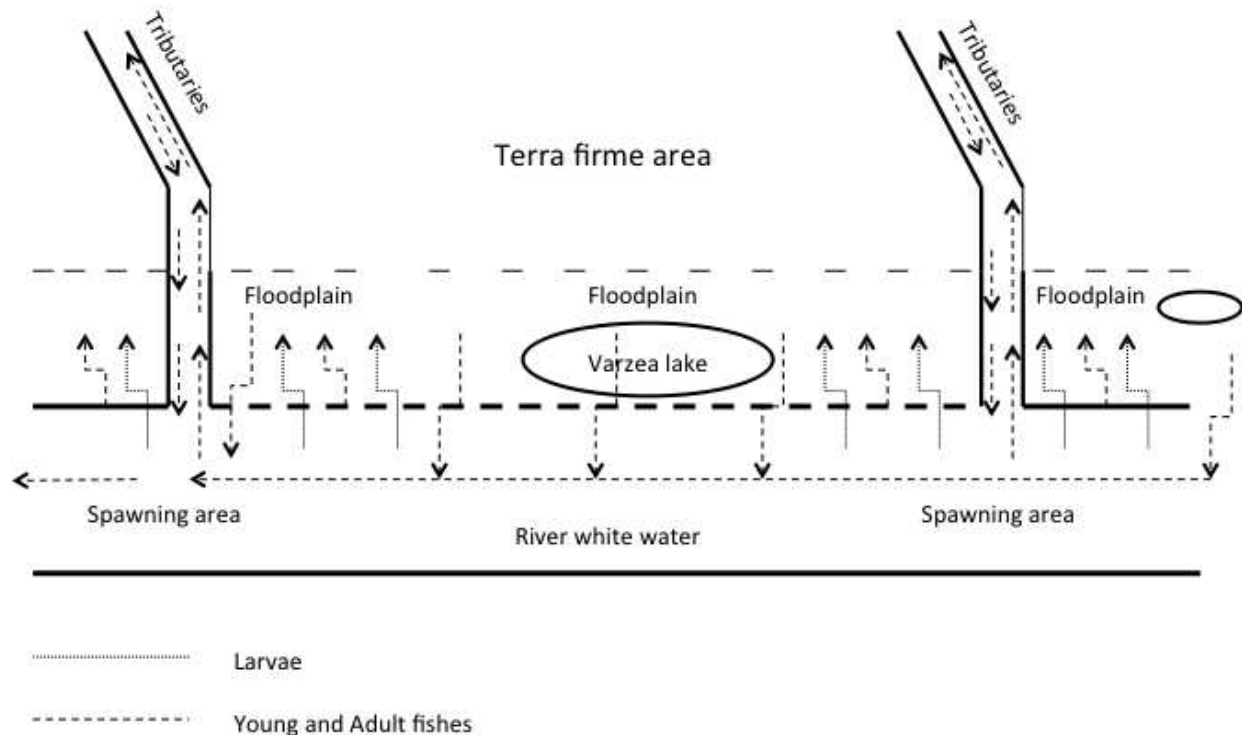 Tributaries
Tributaries
Terra firme area
Floodplain
Floodplain
Floodplain
Varzea lake
Spawning area
Spawning area
River white water
Larvae
Young and Adult fishes